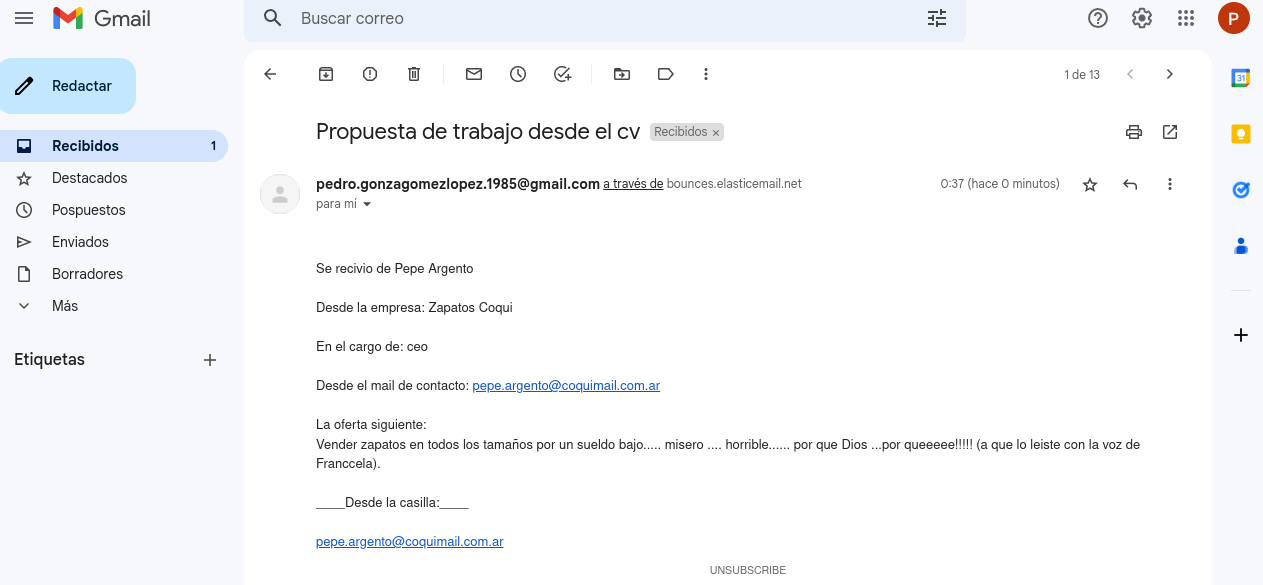 Gmail
Buscar correo
P
Redactar
1 de 13
31
Recibidos 1
Destacados
Pospuestos
Enviados
Borradores
Más
Etiquetas
Propuesta de trabajo desde el cv Recibidos ×
pedro.gonzagomezlopez.1985@gmail.com a través de bounces.elasticemail.net 0:37 (hace 0 minutos)
para mí
Se recivio de Pepe Argento
Desde la empresa: Zapatos Coqui
En el cargo de: ceo
Desde el mail de contacto: pepe.argento@coquimail.com.ar
La oferta siguiente:
Vender zapatos en todos los tamaños por un sueldo bajo..... misero .... horrible...... por que Dios ...por queeeee!!!!! (a que lo leiste con la voz de
Franccela).
____Desde la casilla:____
pepe.argento@coquimail.com.ar
UNSUBSCRIBE